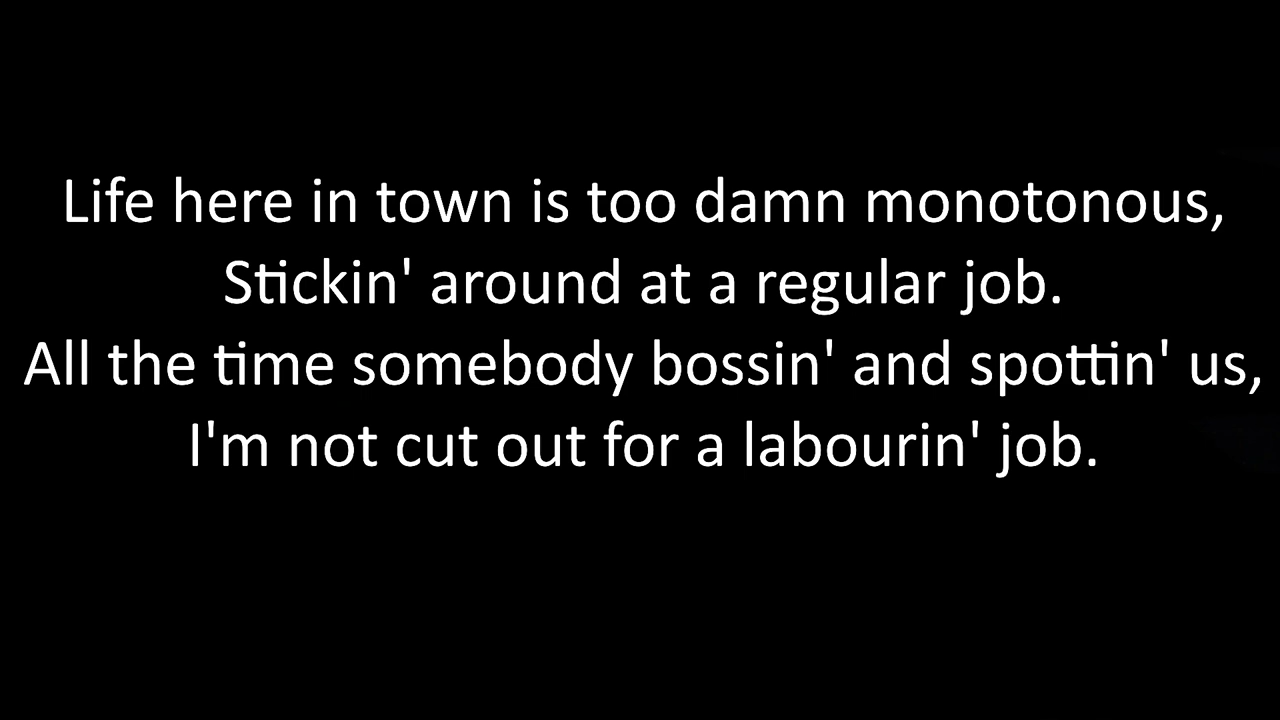 Life here in town is too damn monotonous,
Stickin' around at a regular job.
All the time somebody bossin' and spottin' us,
I'm not cut out for a labourin' job.